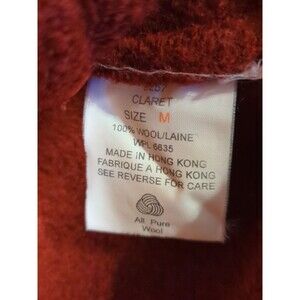 CLARET
SIZE M
100% WOOL/LAINE
WPL 6635
MADE IN HONG KONG
FABRIQUE A HONG KONG
SEE REVERSE FOR CARE
All Pure
Wool